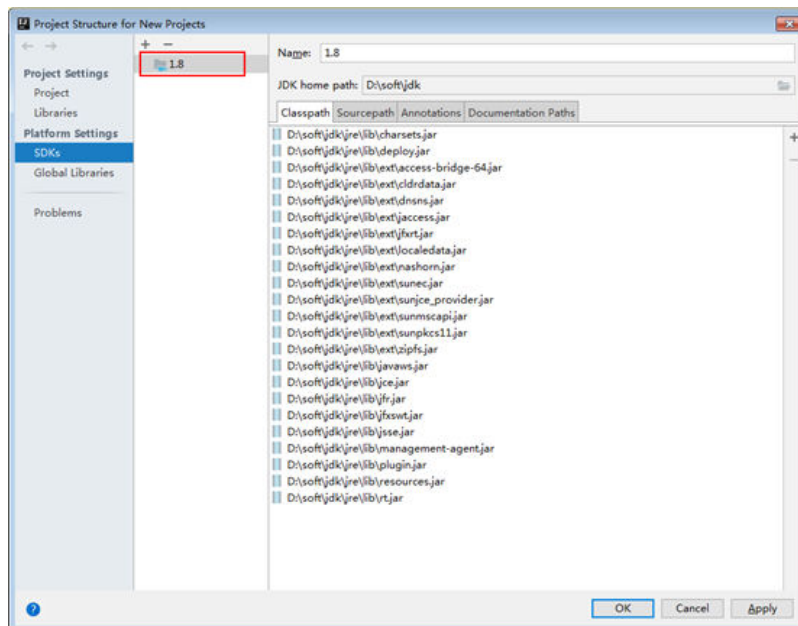 Project Structure for New Projects
Project Settings
Project
Libraries
Platform Settings
SDKs
Global Libraries
Problems
1.8
Name: 1.8
JDK home path: D:\soft\jdk
Classpath Sourcepath Annotations Documentation Paths
D:\soft\jdk\jre\lib\charsets.jar
D:\soft\jdk\jre\lib\deploy.jar
D:\soft\jdk\jre\lib\ext\access-bridge-64.jar
D:\soft\jdk\jre\lib\ext\cldrdata.jar
D:\soft\jdk\jre\lib\ext\dnsns.jar
D:\soft\jdk\jre\lib\ext\jaccess.jar
D:\soft\jdk\jre\lib\ext\jfxrt.jar
D:\soft\jdk\jre\lib\ext\localedata.jar
D:\soft\jdk\jre\lib\ext\nashorn.jar
D:\soft\jdk\jre\lib\ext\sunec.jar
D:\soft\jdk\jre\lib\ext\sunjce_provider.jar
D:\soft\jdk\jre\lib\ext\sunmscapi.jar
D:\soft\jdk\jre\lib\ext\sunpkcs11.jar
D:\soft\jdk\jre\lib\ext\zipfs.jar
D:\soft\jdk\jre\lib\javaws.jar
D:\soft\jdk\jre\lib\jce.jar
D:\soft\jdk\jre\lib\jfr.jar
D:\soft\jdk\jre\lib\jfxswt.jar
D:\soft\jdk\jre\lib\jsse.jar
D:\soft\jdk\jre\lib\management-agent.jar
D:\soft\jdk\jre\lib\plugin.jar
D:\soft\jdk\jre\lib\resources.jar
D:\soft\jdk\jre\lib\rt.jar
OK Cancel Apply